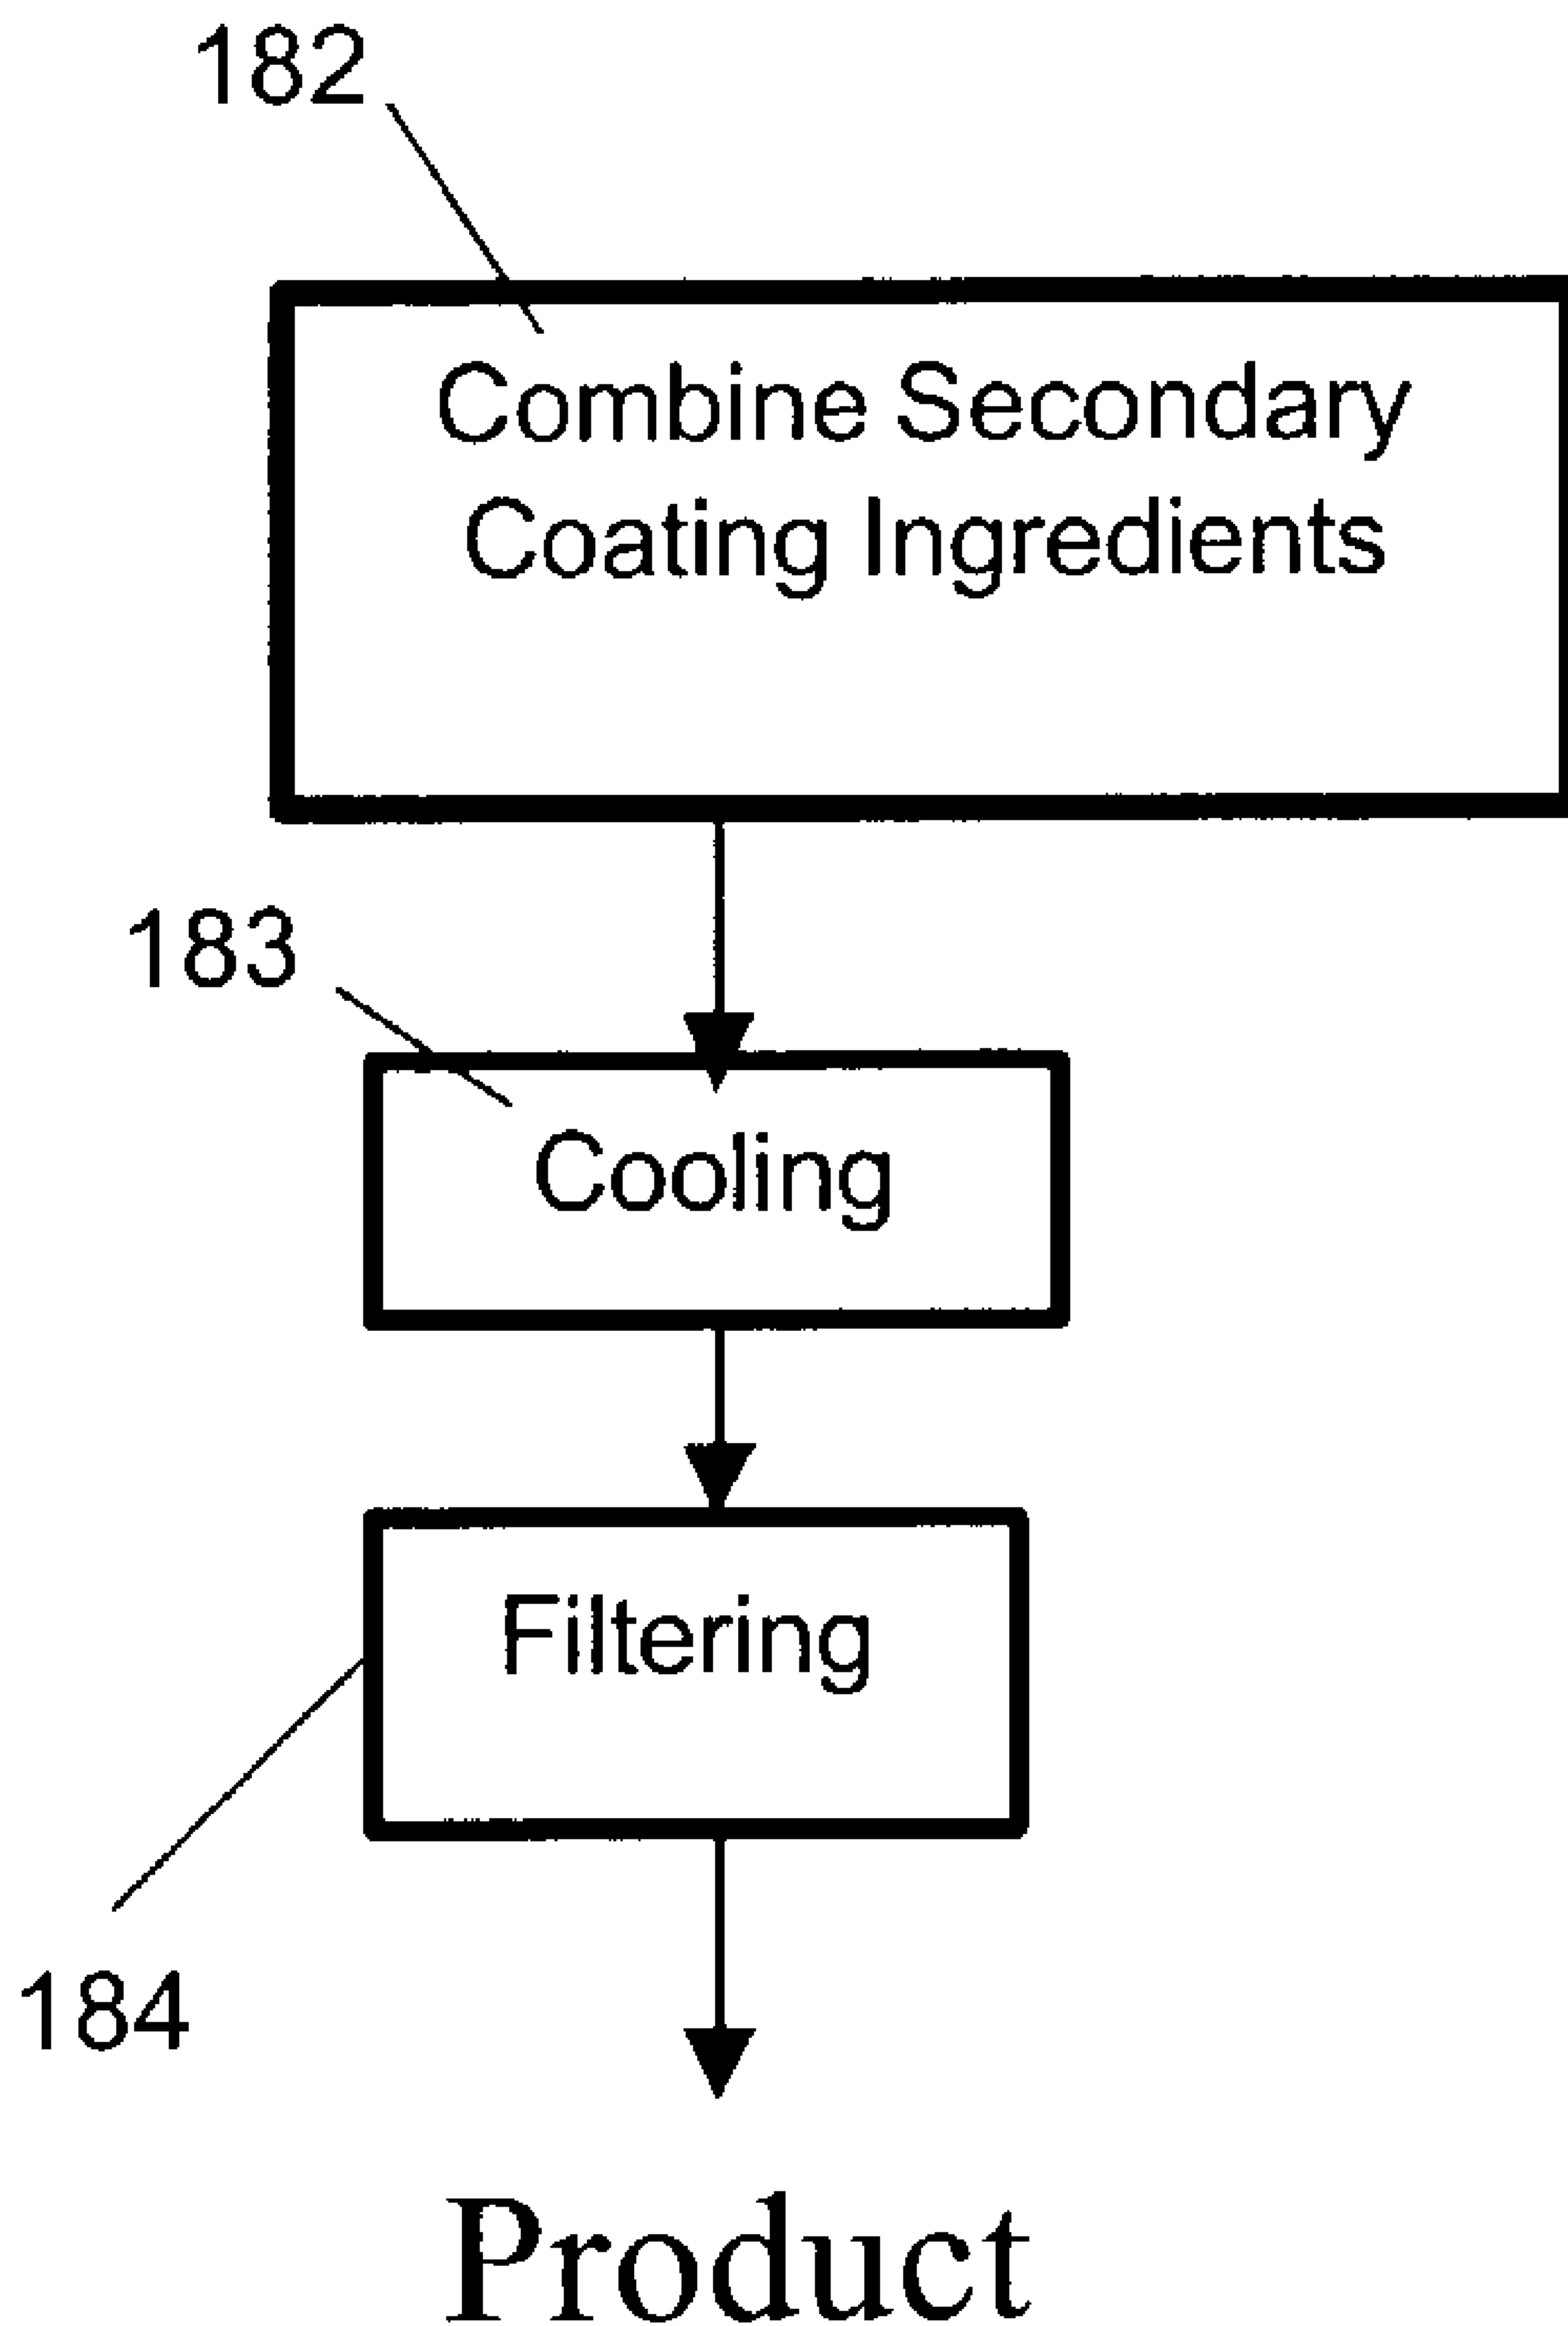 182
Combine Secondary
Coating Ingredients
183
Cooling
Filtering
184
Product